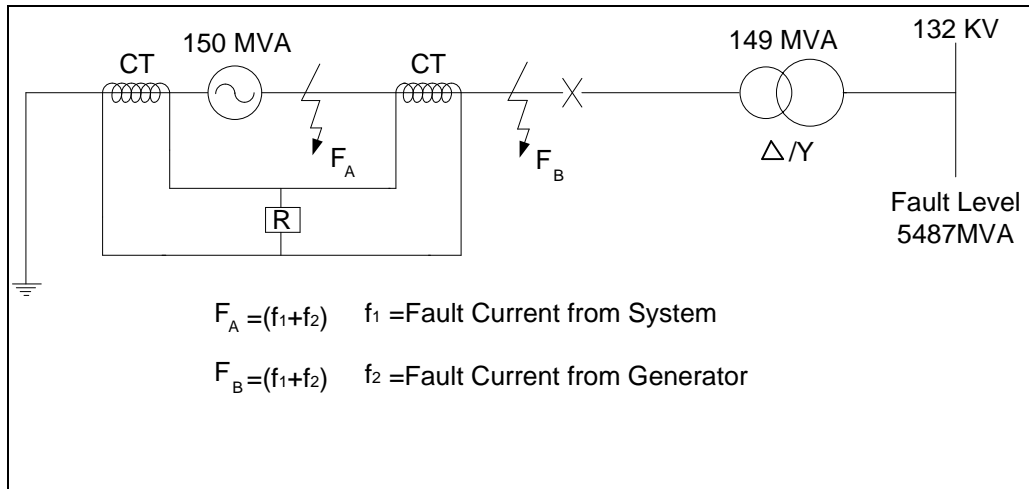 150 MVA
149 MVA
132 KV
CT
CT
F_A
F_B
R
△/Y
Fault Level
5487MVA
F_A =(f₁+f₂) f₁ =Fault Current from System
F_B =(f₁+f₂) f₂ =Fault Current from Generator